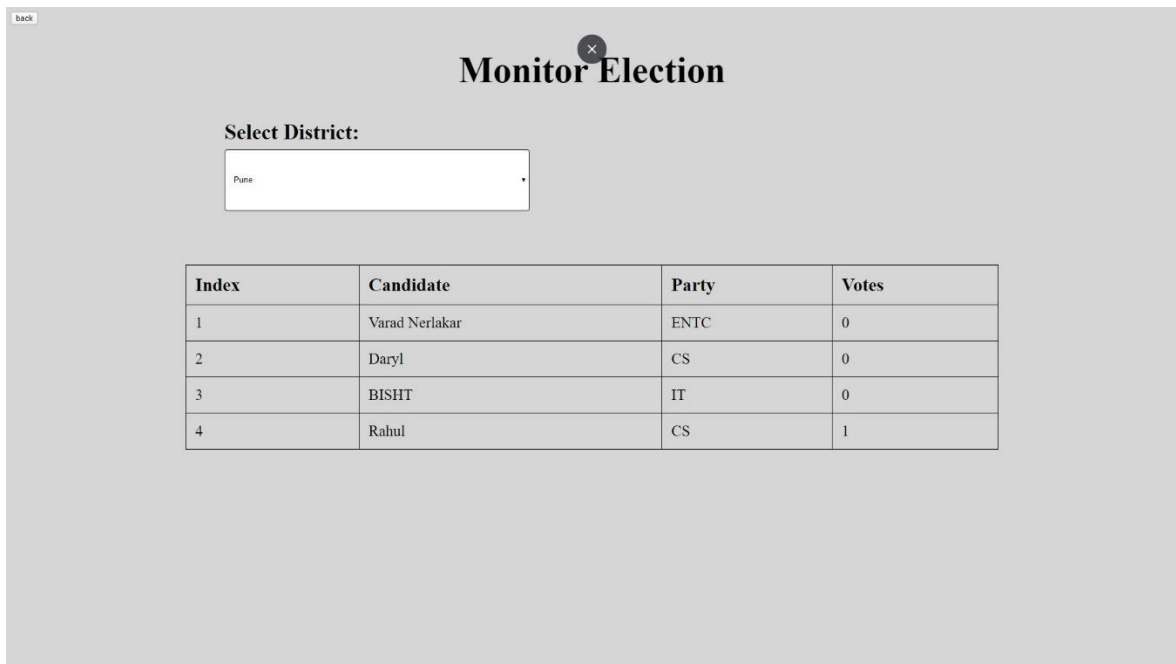 back
Monitor Election
Select District:
Pune
Index Candidate Party Votes
1 Varad Nerlakar ENTC 0
2 Daryl CS 0
3 BISHT IT 0
4 Rahul CS 1